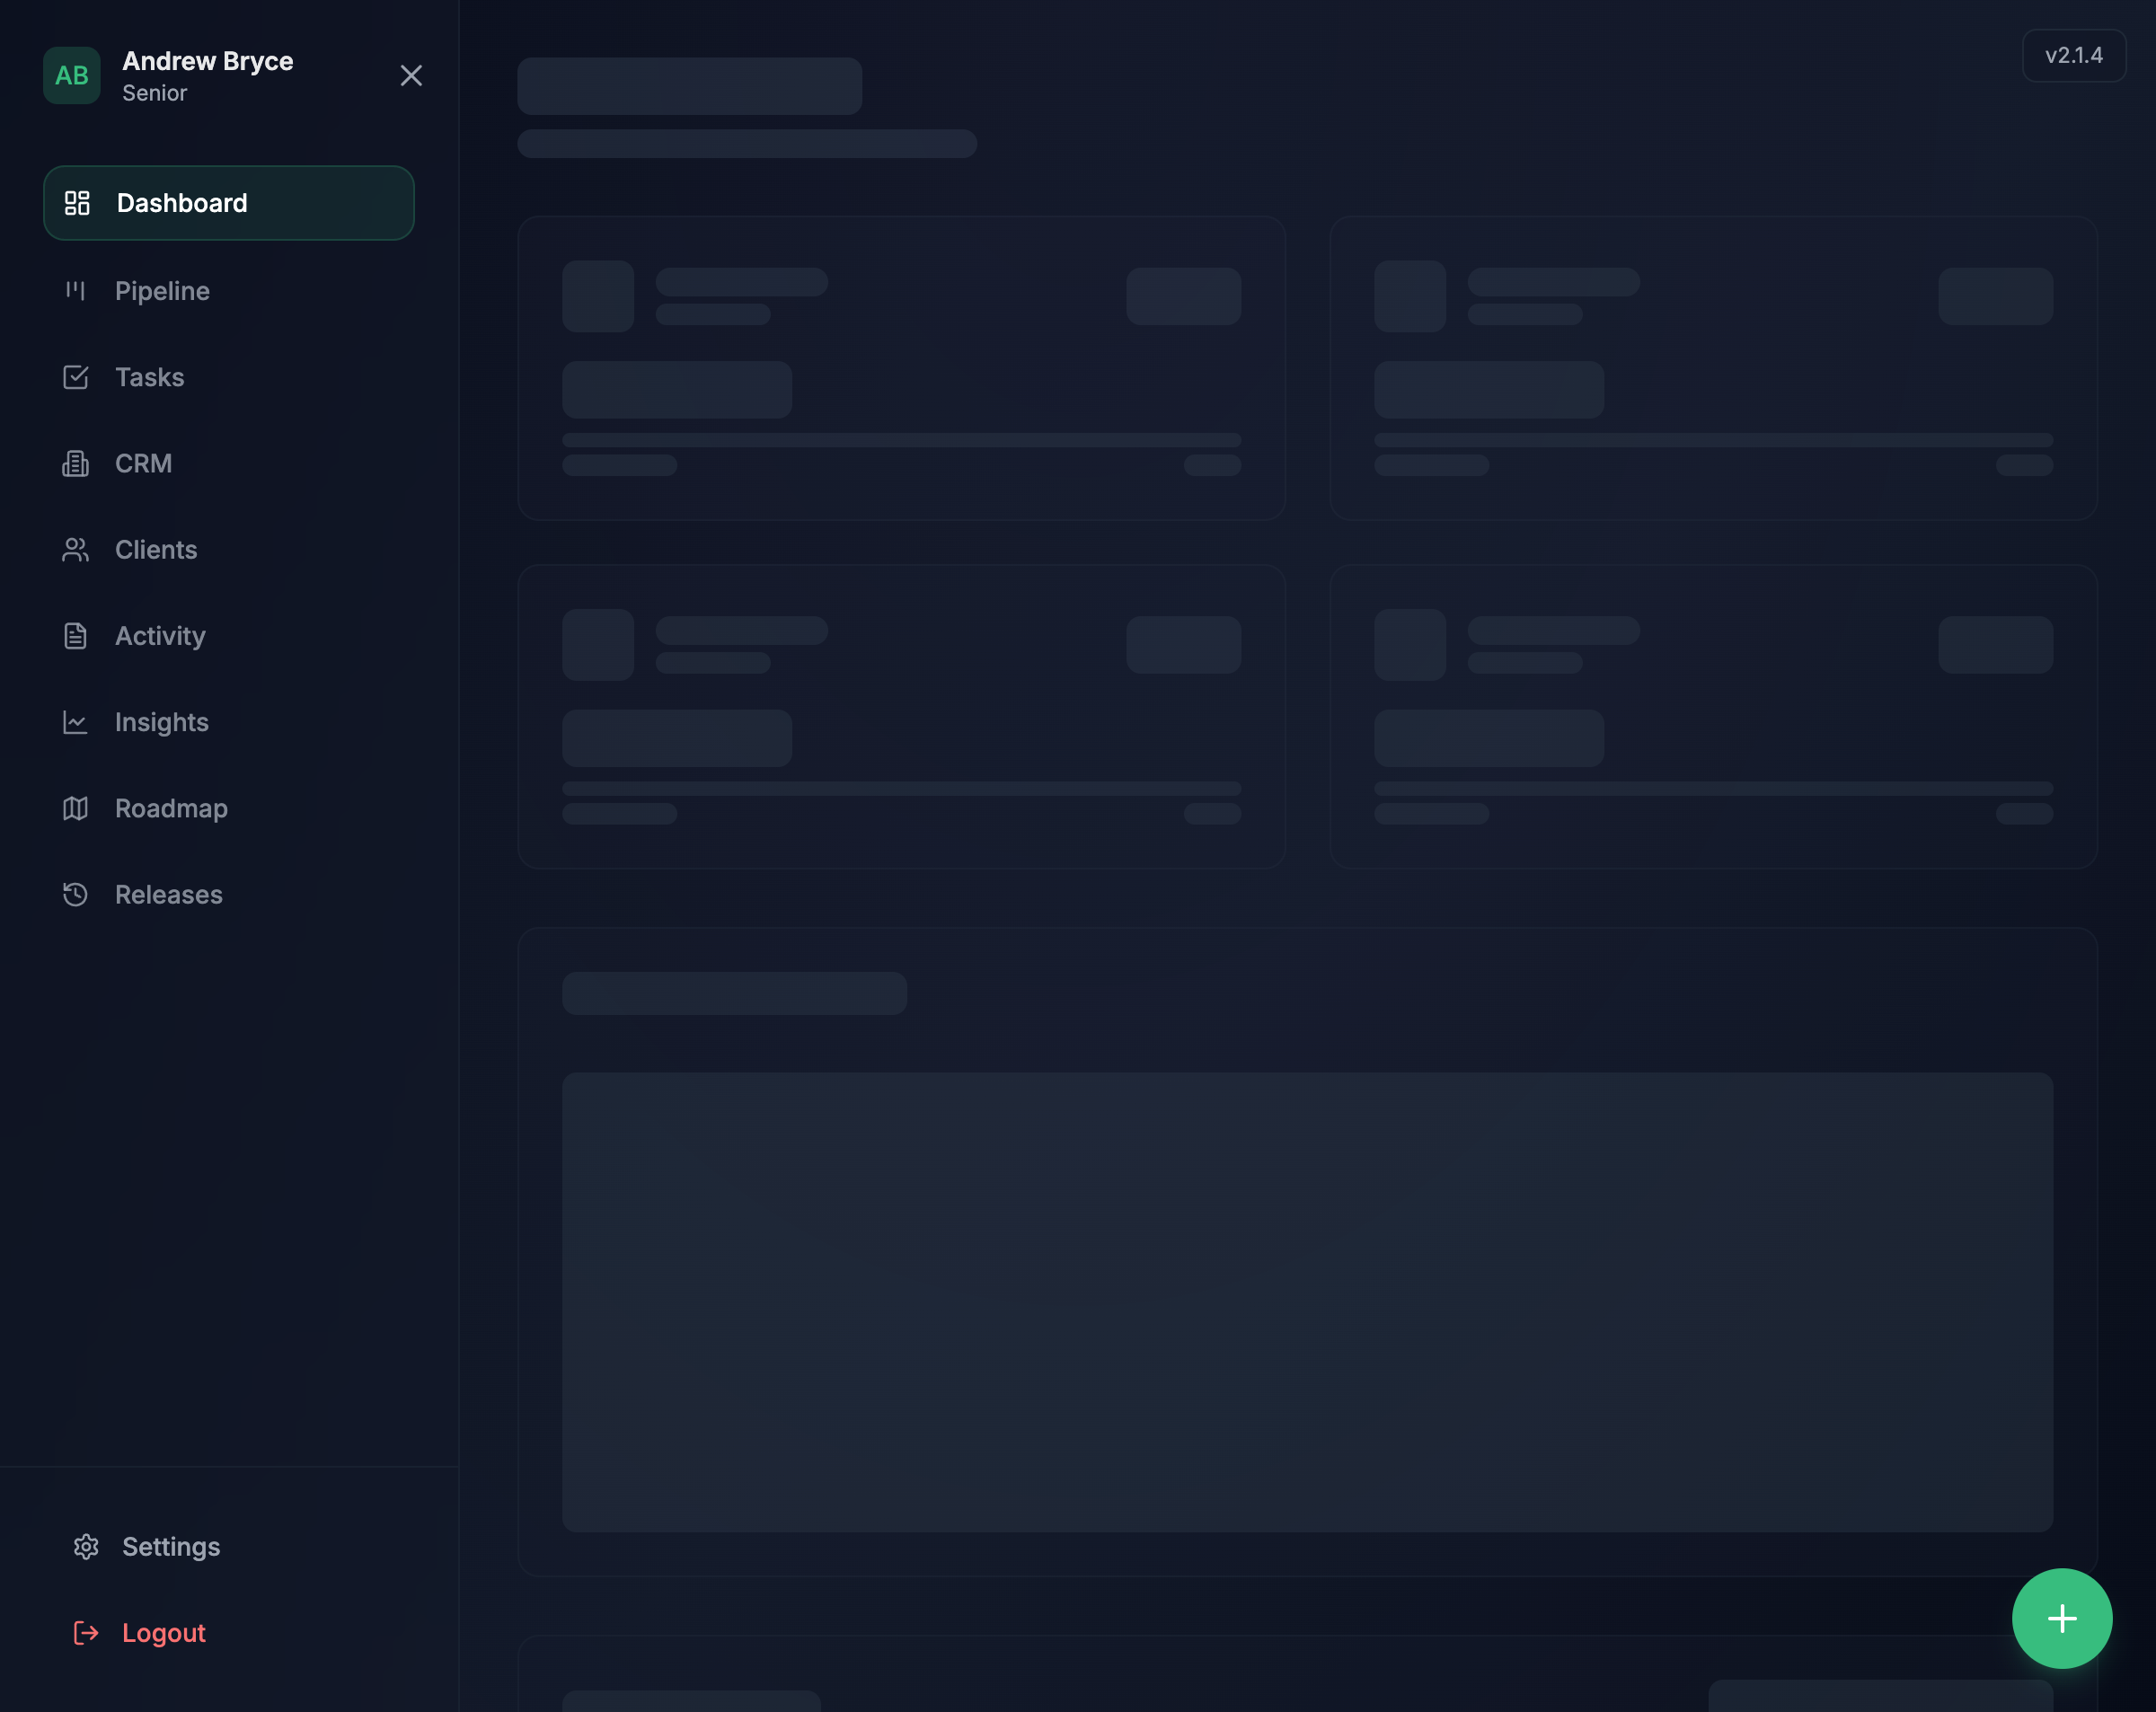 AB
Andrew Bryce
Senior
v2.1.4
Dashboard
Pipeline
Tasks
CRM
Clients
Activity
Insights
Roadmap
Releases
Settings
Logout